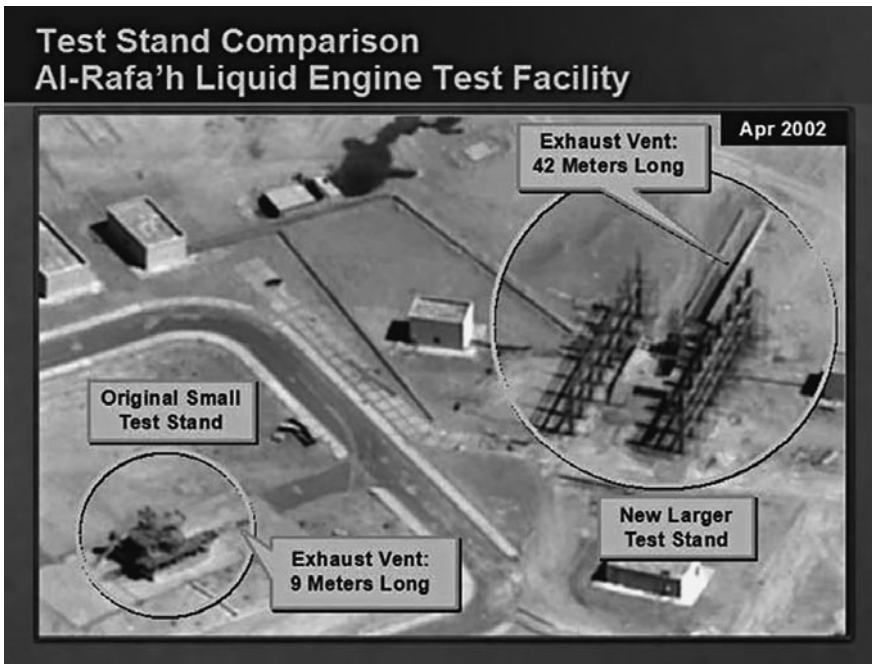 Test Stand Comparison
Al-Rafa’h Liquid Engine Test Facility
Apr 2002
Exhaust Vent:
42 Meters Long
Original Small
Test Stand
New Larger
Test Stand
Exhaust Vent:
9 Meters Long